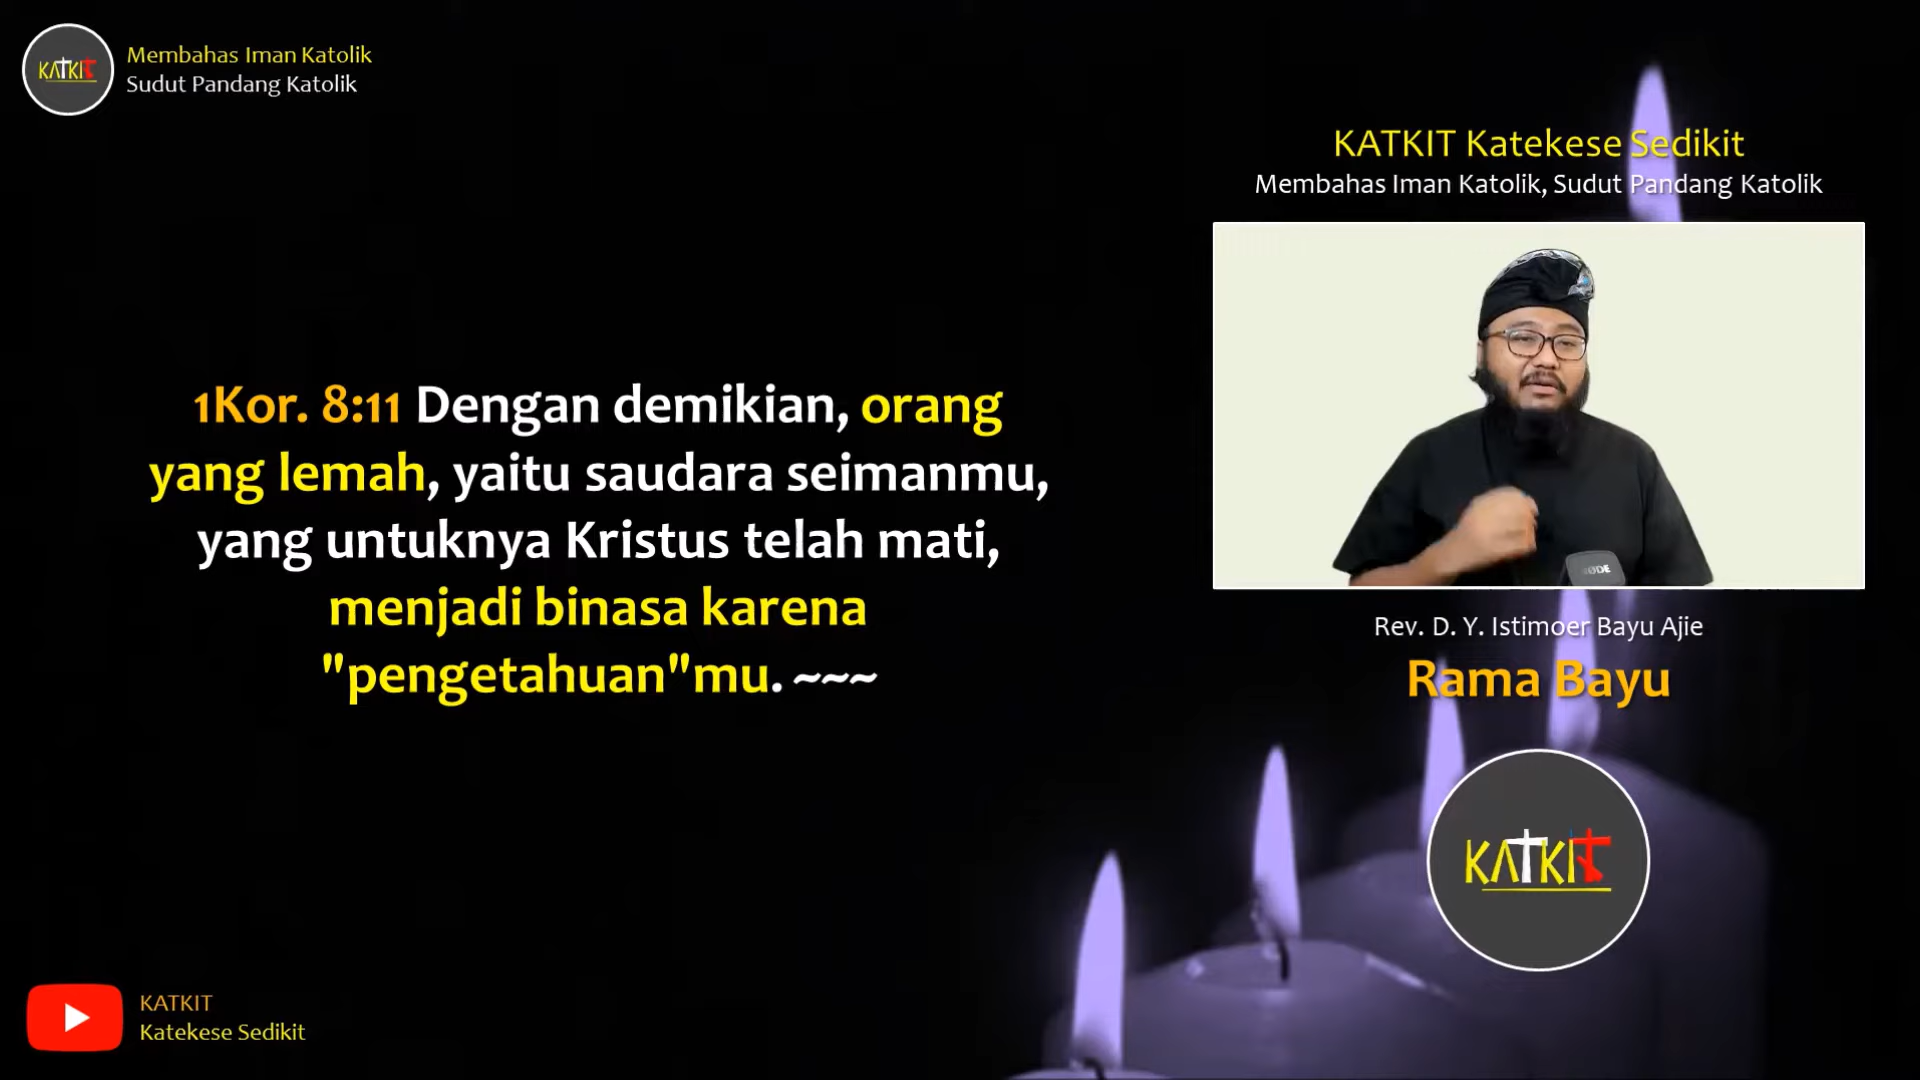 KATKIT
Membahas Iman Katolik
Sudut Pandang Katolik
KATKIT Katekese Sedikit
Membahas Iman Katolik, Sudut Pandang Katolik
1Kor. 8:11 Dengan demikian, orang
yang lemah, yaitu saudara seimanmu,
yang untuknya Kristus telah mati,
menjadi binasa karena
"pengetahuan"mu. ~~~
RØDE
Rev. D. Y. Istimoer Bayu Ajie
Rama Bayu
KATKIT
KATKIT
Katekese Sedikit